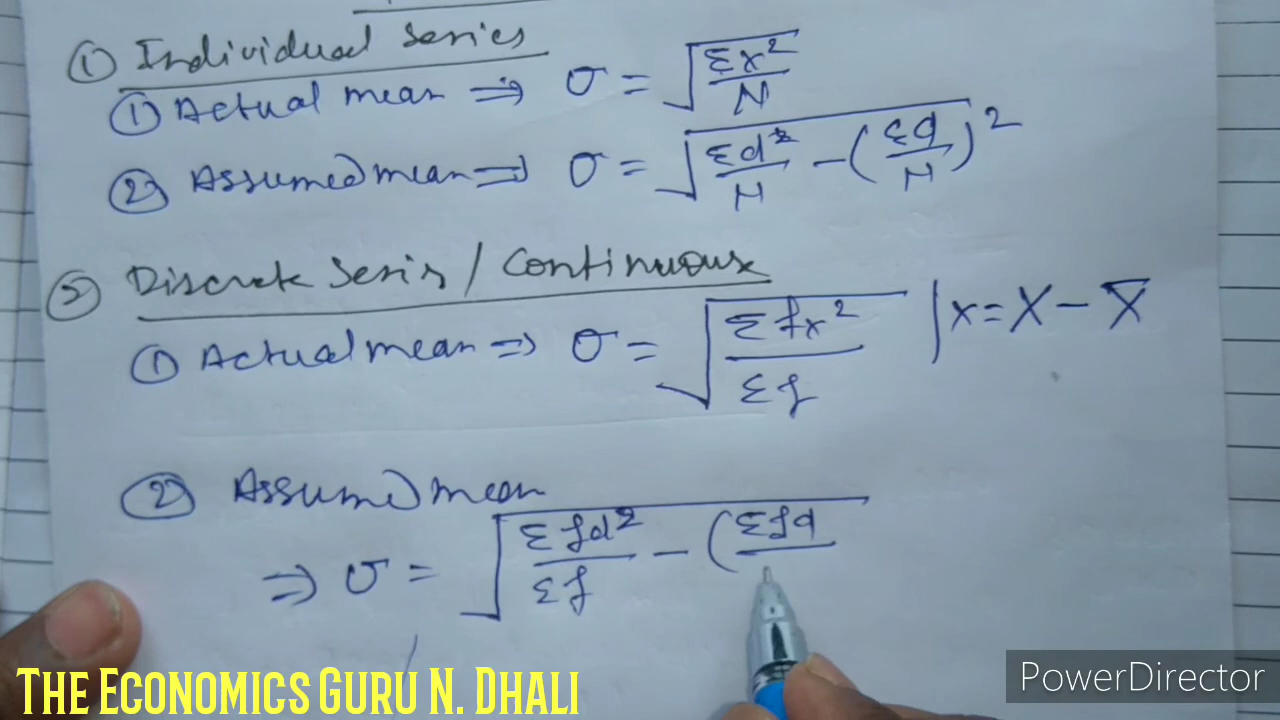 ① Individual Series
① Actual mean ⇒ σ = √(Σx²/N)
② Assumed mean ⇒ σ = √(Σd²/N - (Σd/N)²)
② Discrete Seris / Continuous
① Actual mean ⇒ σ = √(Σfx²/Σf) | x = X - X̄
② Assumed mean
⇒ σ = √(Σfd²/Σf - (Σfd
THE ECONOMICS GURU N. DHALI
PowerDirector